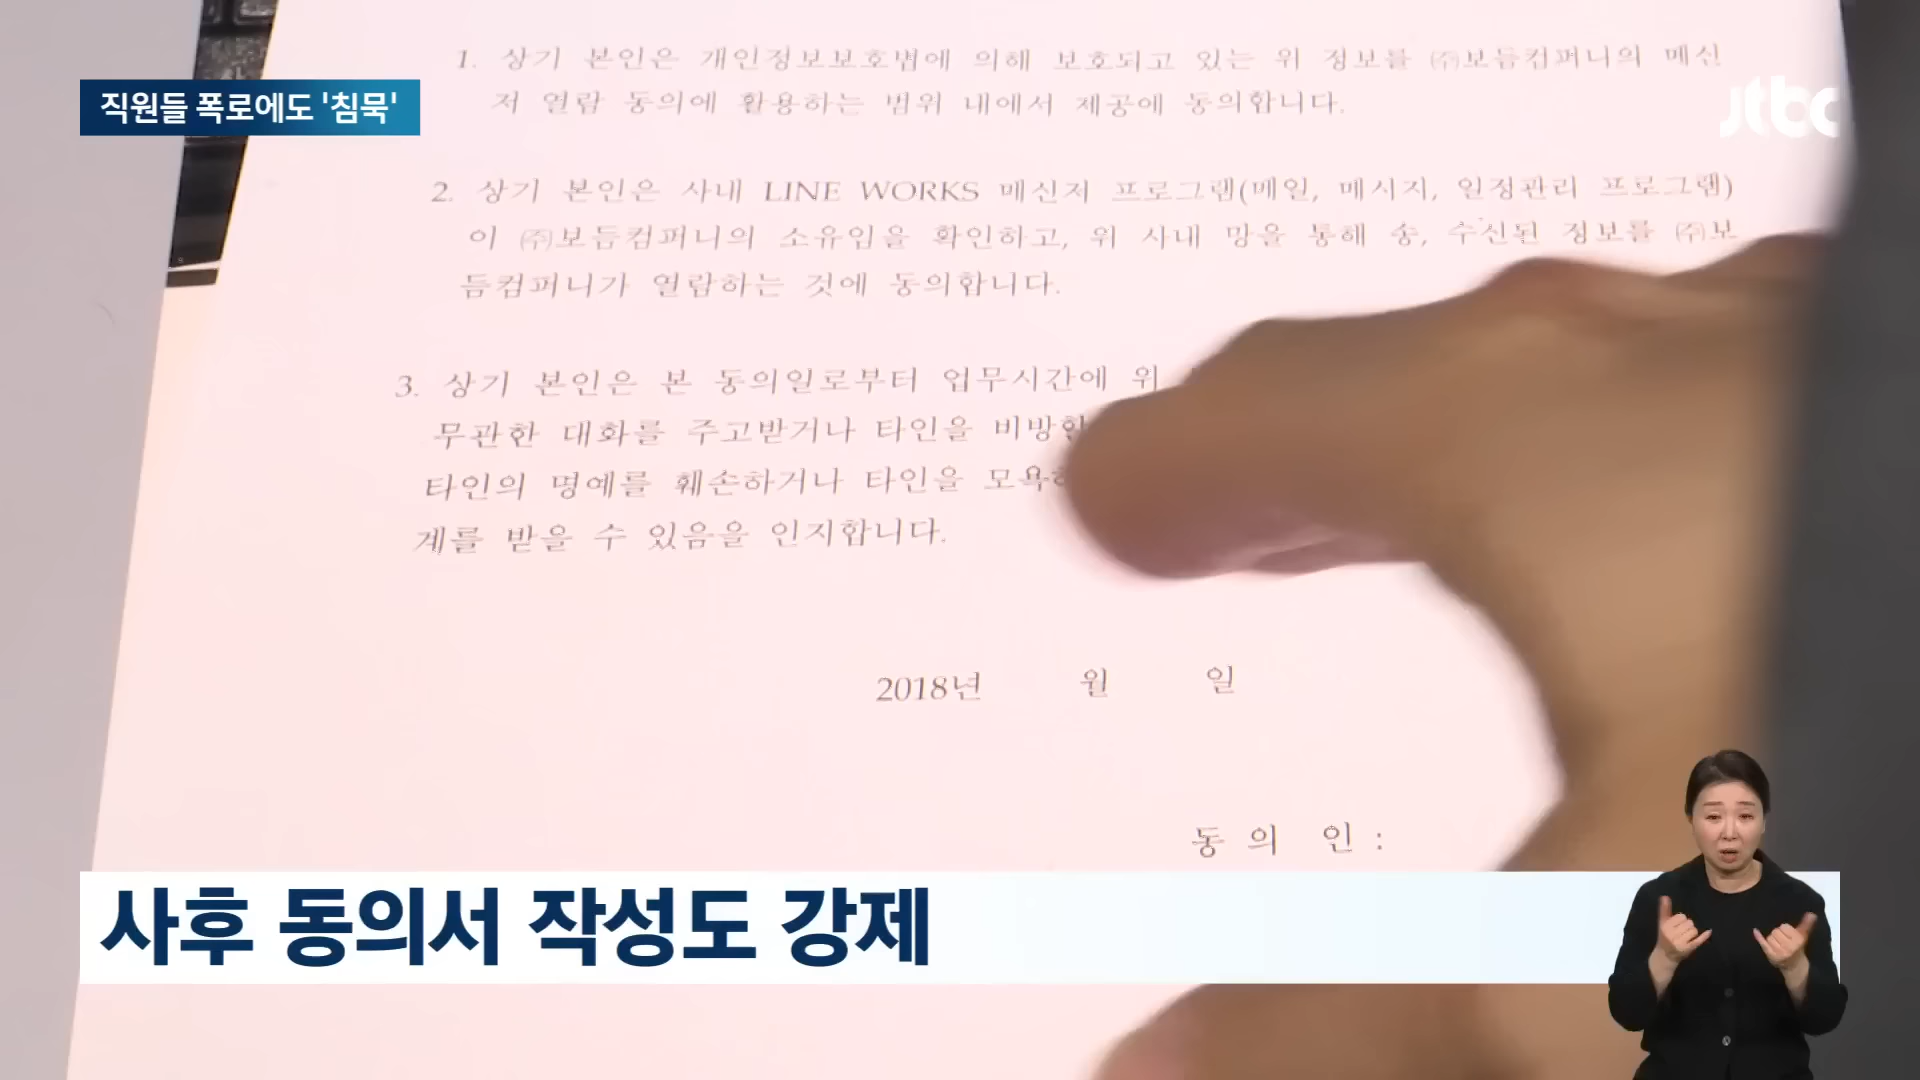 직원들 폭로에도 '침묵'
jtbc
1. 상기 본인은 개인정보보호볍에 의해 보호되고 있는 위 정보를 ㈜보듬컴퍼니의 메신
저 열람 동의에 활용하는 범위 내에서 제공에 동의합니다.
2. 상기 본인은 사내 LINE WORKS 메신저 프로그램(메일, 메시지, 일정관리 프로그램)
이 ㈜보듬컴퍼니의 소유임을 확인하고, 위 사내 망을 통해 송, 수신된 정보를 ㈜보
듬컴퍼니가 열람하는 것에 동의합니다.
3. 상기 본인은 본 동의일로부터 업무시간에 위
무관한 대화를 주고받거나 타인을
타인의 명예를 훼손하거나 타인을
계를 받을 수 있음을 인지합니다.
2018년 월 일
동 의 인 :
사후 동의서 작성도 강제